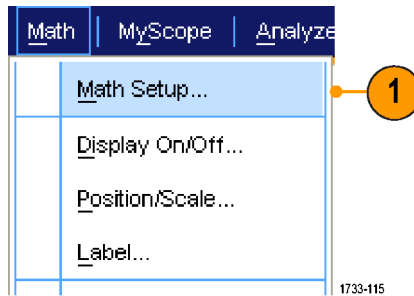 Math MyScope Analyze
Math Setup...
1
Display On/Off...
Position/Scale...
Label...
1733-115